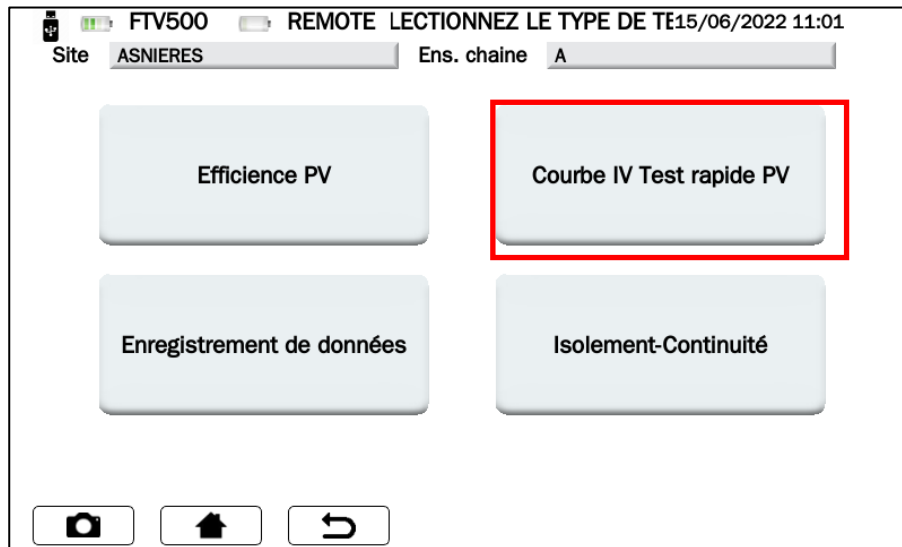 FTV500 REMOTE LECTIONNEZ LE TYPE DE TE 15/06/2022 11:01
Site ASNIERES Ens. chaine A
Efficience PV Courbe IV Test rapide PV
Enregistrement de données Isolement-Continuité